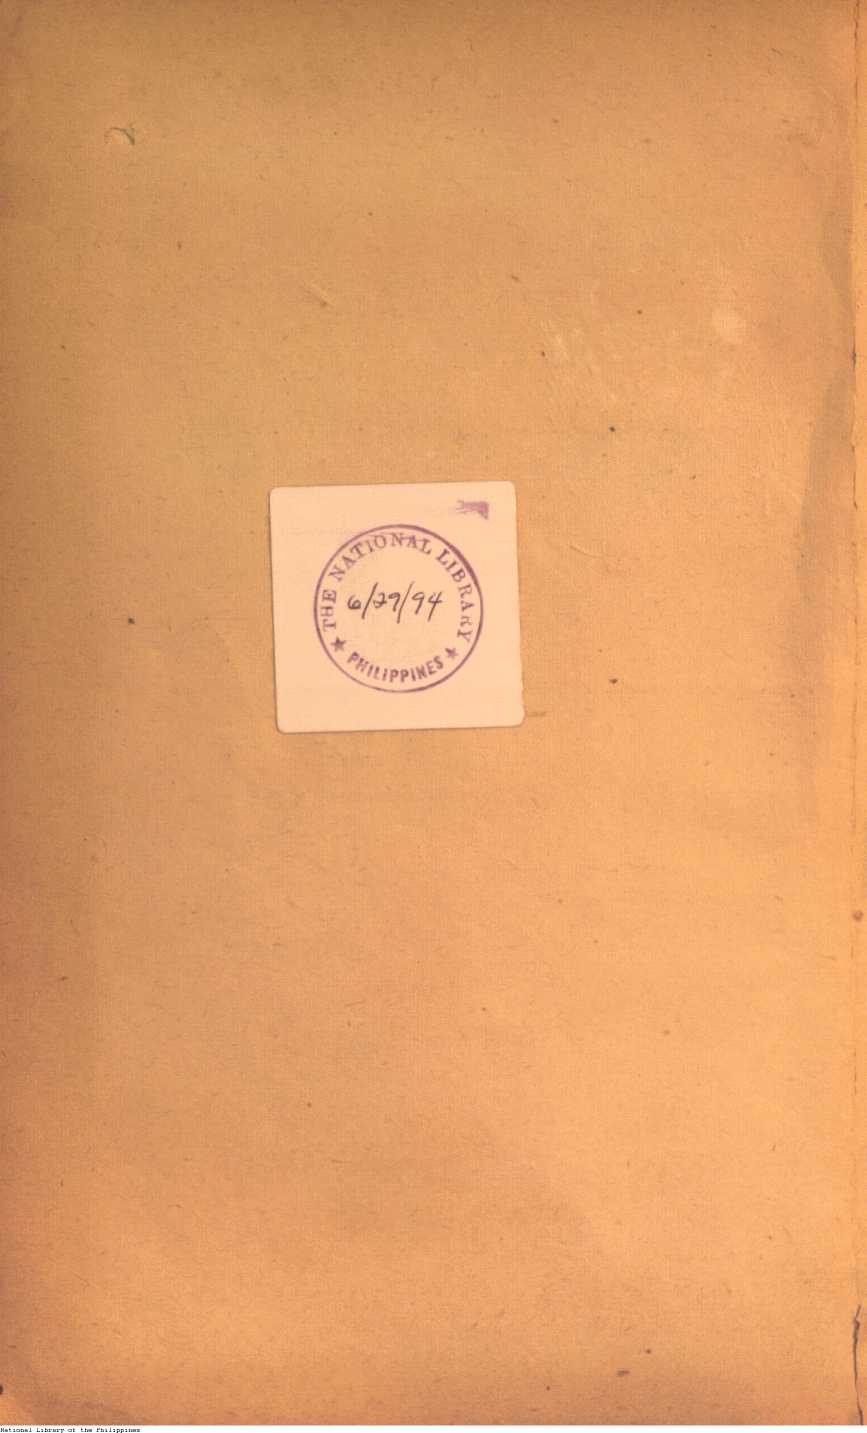 THE NATIONAL LIBRARY
6/29/94
★ PHILIPPINES ★
National Library of the Philippines